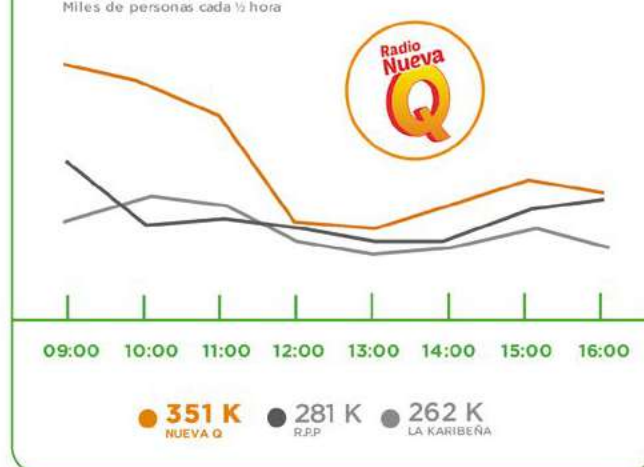 Miles de personas cada ½ hora
Radio
Nueva
Q
09:00 10:00 11:00 12:00 13:00 14:00 15:00 16:00
351 K 281 K 262 K
NUEVA Q R.P.P LA KARIBEÑA